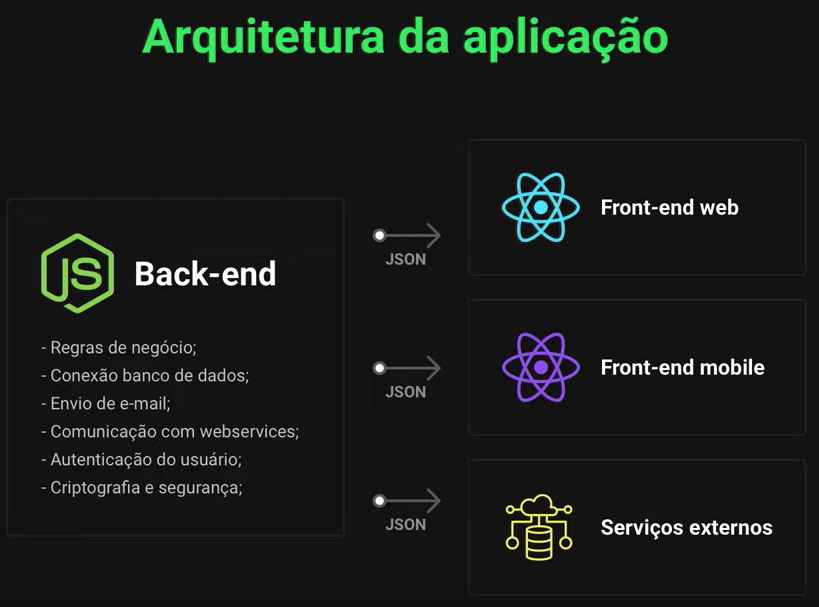 Arquitetura da aplicação
JS
Back-end
- Regras de negócio;
- Conexão banco de dados;
- Envio de e-mail;
- Comunicação com webservices;
- Autenticação do usuário;
- Criptografia e segurança;
JSON
JSON
JSON
Front-end web
Front-end mobile
Serviços externos